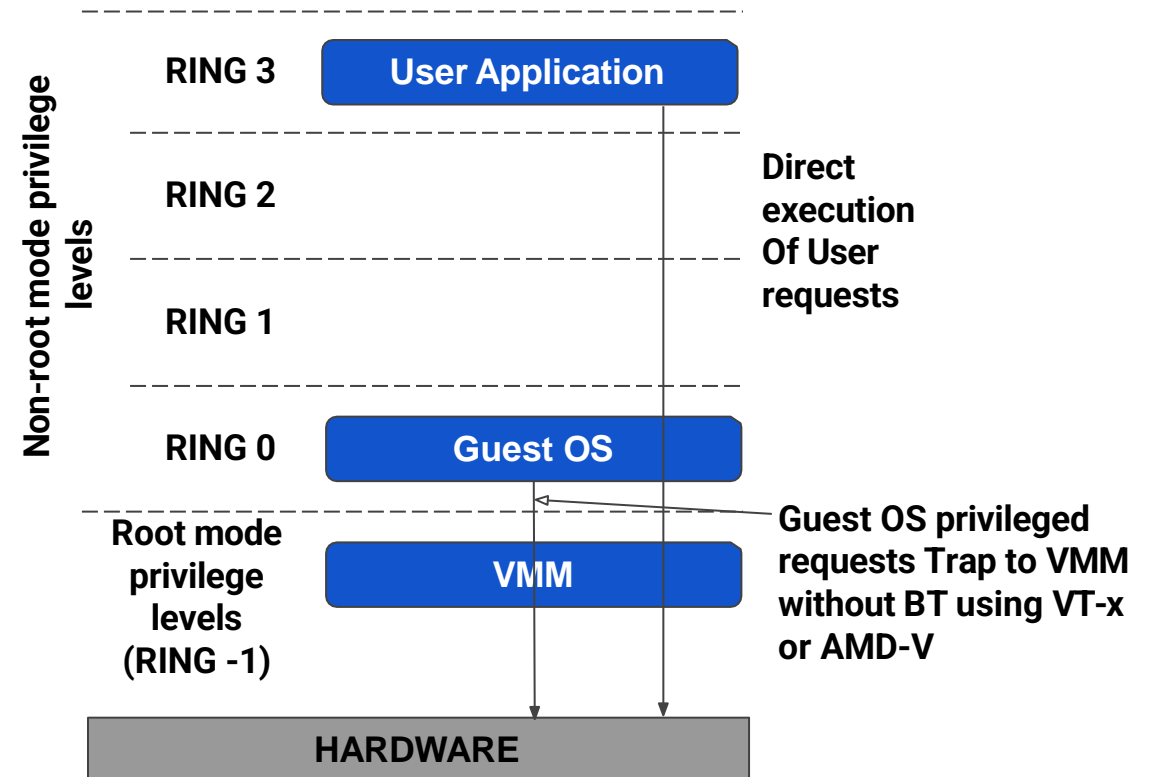 Non-root mode privilege
levels
RING 3
User Application
RING 2
Direct
execution
Of User
requests
RING 1
RING 0
Guest OS
Root mode
privilege
levels
(RING -1)
VMM
Guest OS privileged
requests Trap to VMM
without BT using VT-x
or AMD-V
HARDWARE